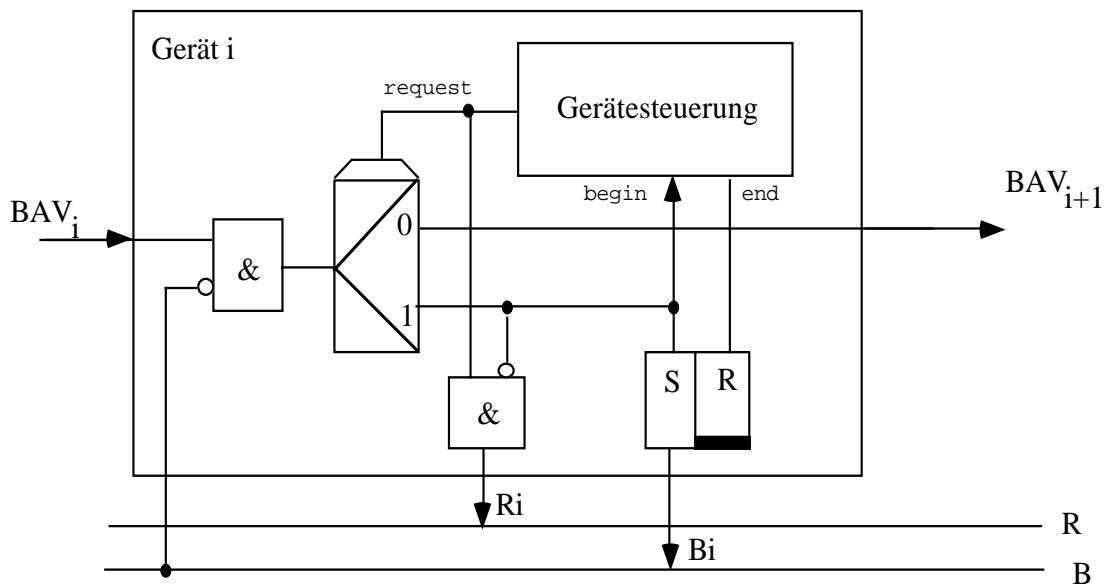 Gerät i
request
Gerätesteuerung
begin
end
BAVi
BAVi+1
0
&
1
S
R
&
Ri
R
Bi
B